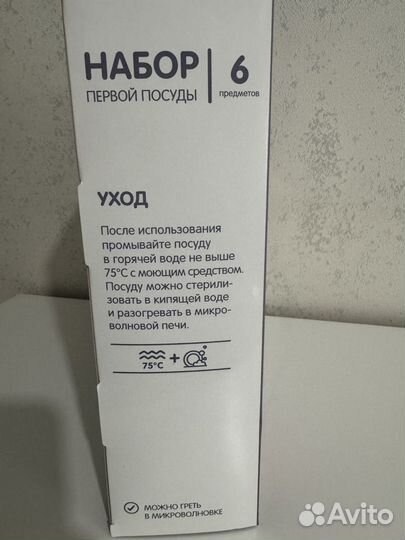 НАБОР
ПЕРВОЙ ПОСУДЫ
6
предметов
УХОД
После использования
промывайте посуду
в горячей воде не выше
75°С с моющим средством.
Посуду можно стерили-
зовать в кипящей воде
и разогревать в микро-
волновой печи.
75°С
+
МОЖНО ГРЕТЬ
В МИКРОВОЛНОВКЕ
Avito